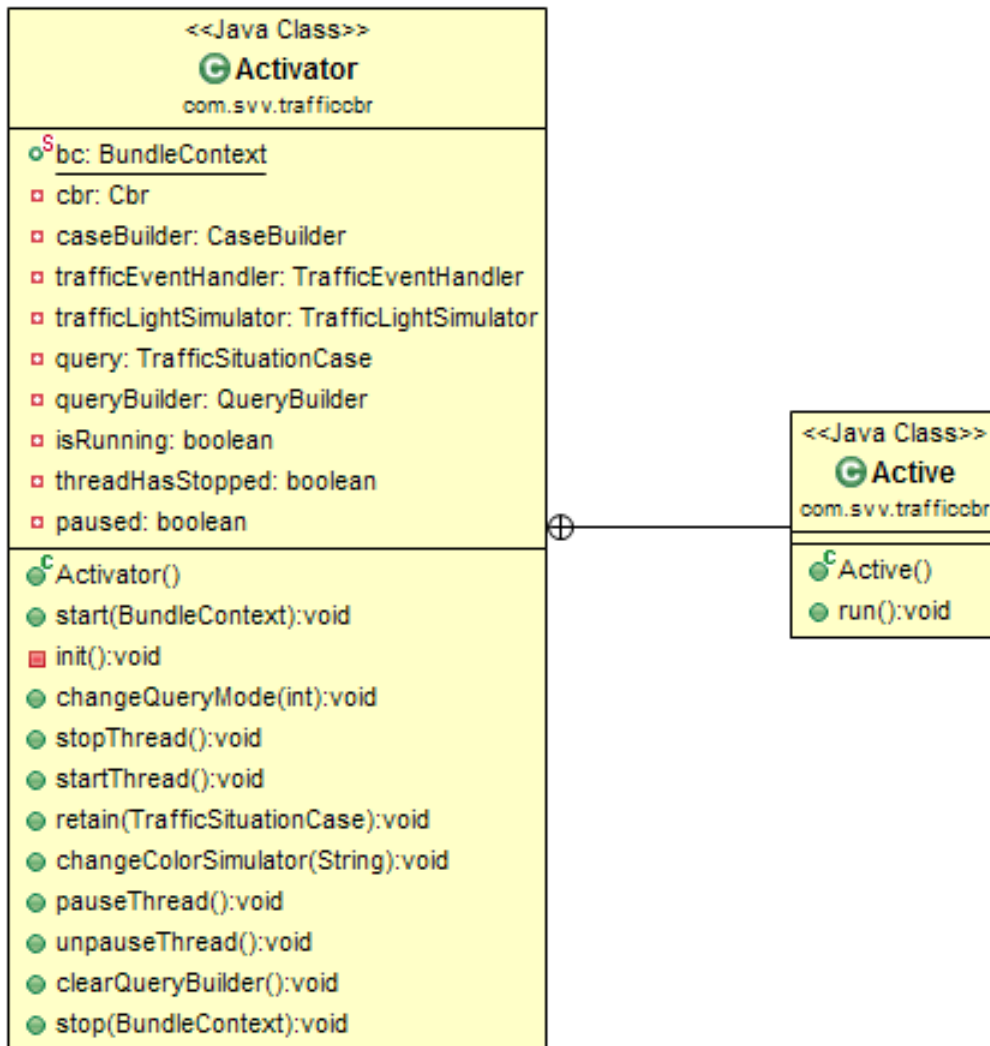 <<Java Class>>
Activator
com.svv.trafficcbr
bc: BundleContext
cbr: Cbr
caseBuilder: CaseBuilder
trafficEventHandler: TrafficEventHandler
trafficLightSimulator: TrafficLightSimulator
query: TrafficSituationCase
queryBuilder: QueryBuilder
isRunning: boolean
threadHasStopped: boolean
paused: boolean
Activator()
start(BundleContext):void
init():void
changeQueryMode(int):void
stopThread():void
startThread():void
retain(TrafficSituationCase):void
changeColorSimulator(String):void
pauseThread():void
unpauseThread():void
clearQueryBuilder():void
stop(BundleContext):void
<<Java Class>>
Active
com.svv.trafficcbr
Active()
run():void